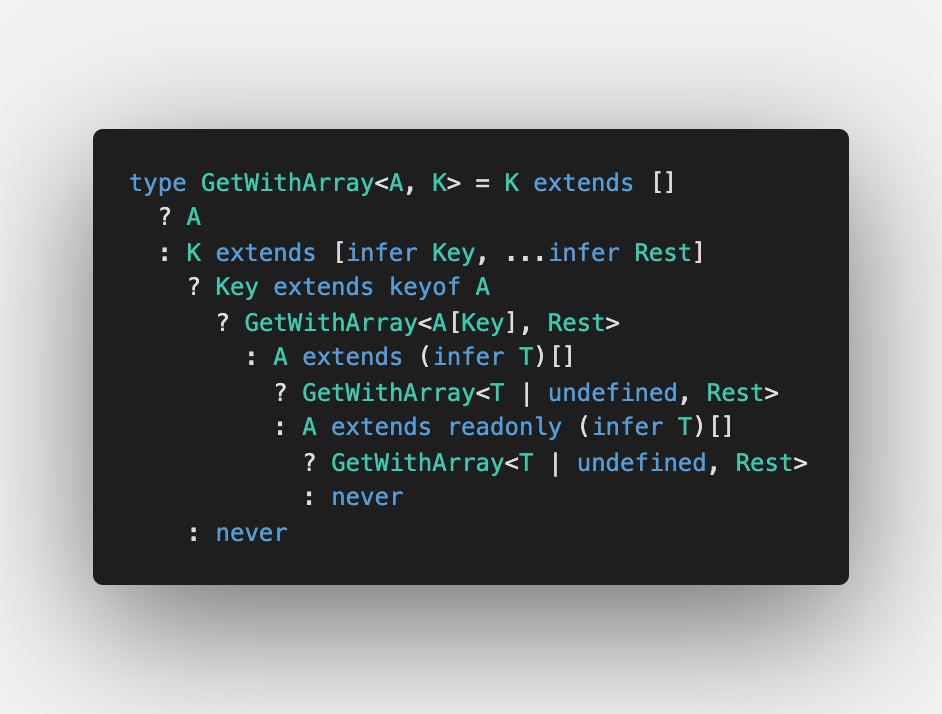 type GetWithArray<A, K> = K extends []
  ? A
  : K extends [infer Key, ...infer Rest]
    ? Key extends keyof A
      ? GetWithArray<A[Key], Rest>
        : A extends (infer T)[]
          ? GetWithArray<T | undefined, Rest>
          : A extends readonly (infer T)[]
            ? GetWithArray<T | undefined, Rest>
            : never
    : never